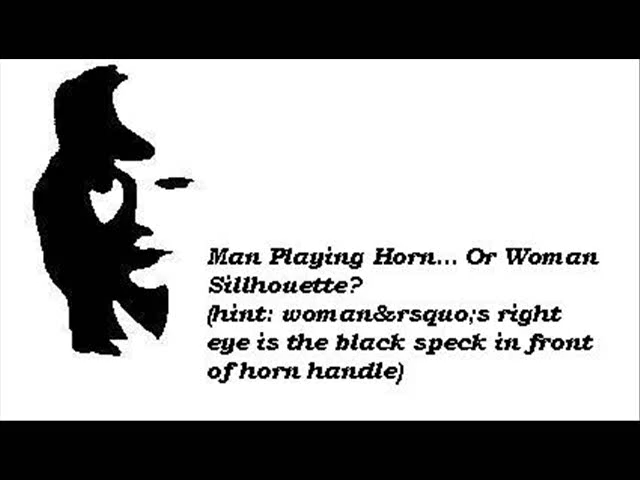 Man Playing Horn... Or Woman
Sillhouette?
(hint: woman&rsquo;s right
eye is the black speck in front
of horn handle)